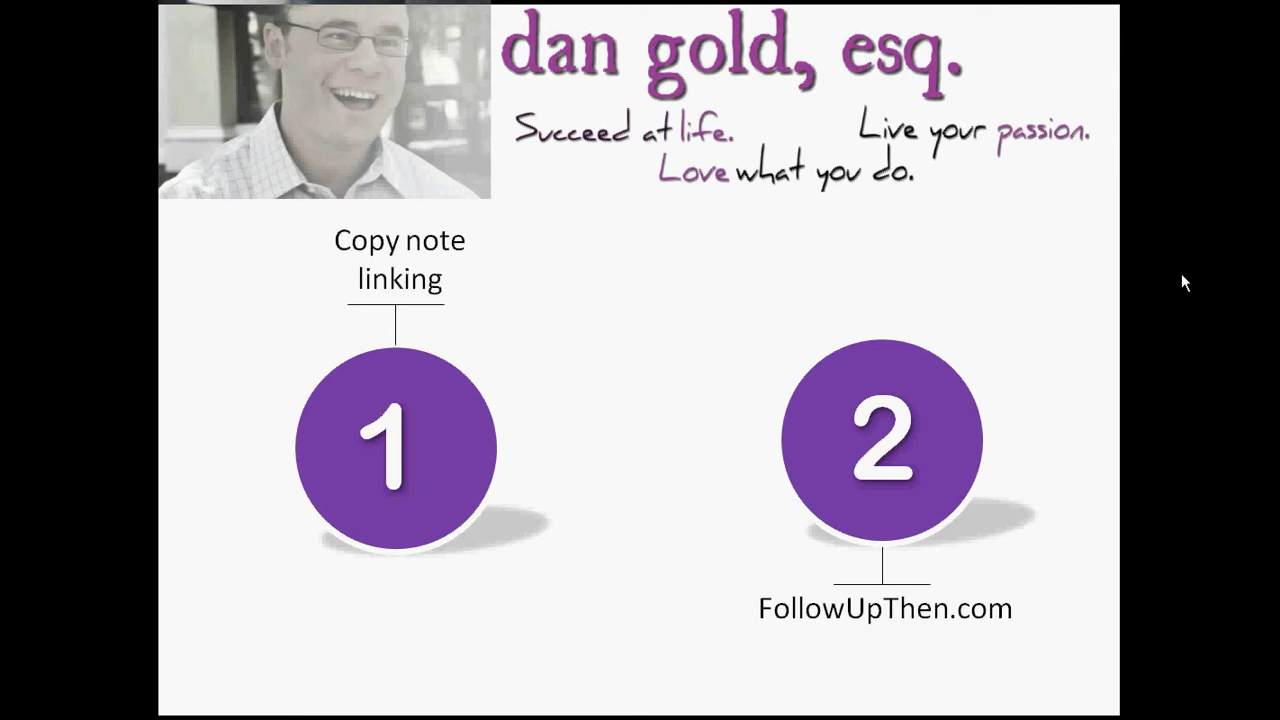 dan gold, esq.
Succeed at life.
Live your passion.
Love what you do.
Copy note
linking
1
2
FollowUpThen.com